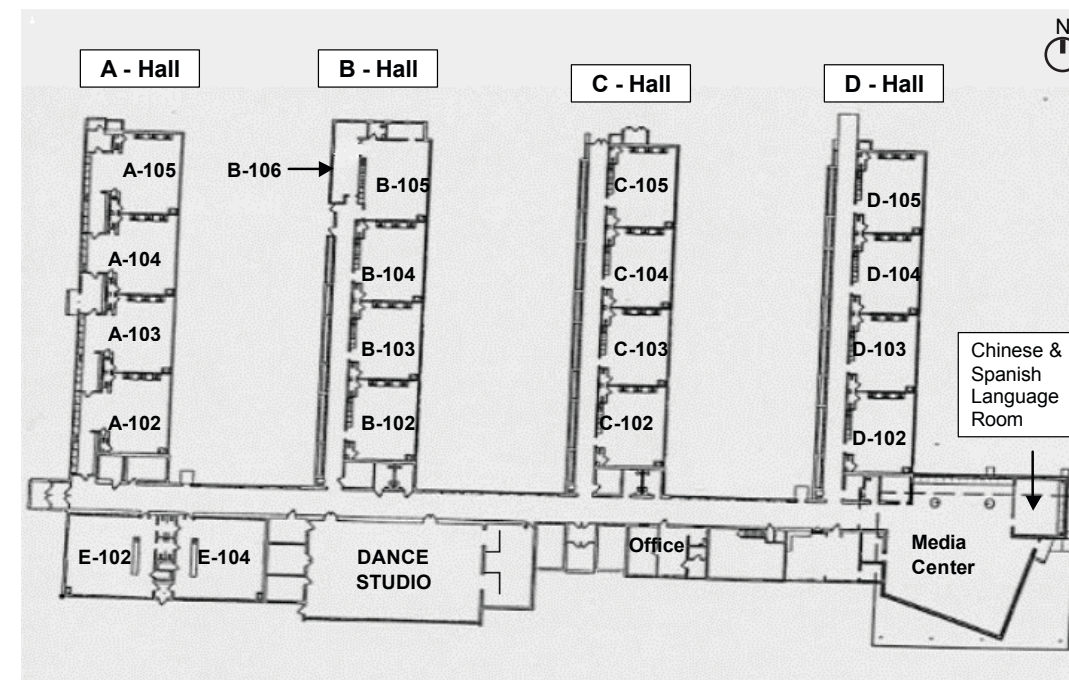 N
A - Hall
B - Hall
C - Hall
D - Hall
A-105
A-104
A-103
A-102
B-106
B-105
B-104
B-103
B-102
C-105
C-104
C-103
C-102
D-105
D-104
D-103
D-102
Chinese &
Spanish
Language
Room
E-102
E-104
DANCE
STUDIO
Office
Media
Center